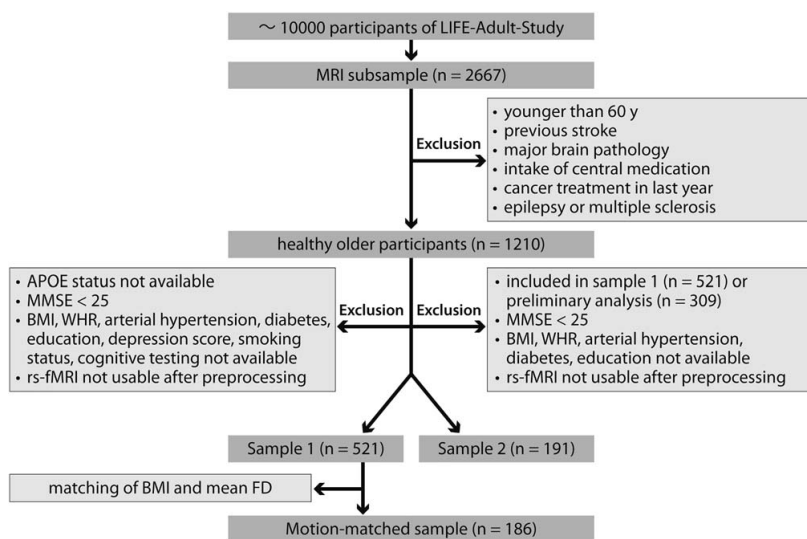 ~ 10000 participants of LIFE-Adult-Study
MRI subsample (n = 2667)
Exclusion
• younger than 60 y
• previous stroke
• major brain pathology
• intake of central medication
• cancer treatment in last year
• epilepsy or multiple sclerosis
healthy older participants (n = 1210)
• APOE status not available
• MMSE < 25
• BMI, WHR, arterial hypertension, diabetes,
education, depression score, smoking
status, cognitive testing not available
• rs-fMRI not usable after preprocessing
Exclusion
Exclusion
• included in sample 1 (n = 521) or
preliminary analysis (n = 309)
• MMSE < 25
• BMI, WHR, arterial hypertension,
diabetes, education not available
• rs-fMRI not usable after preprocessing
Sample 1 (n = 521)
Sample 2 (n = 191)
matching of BMI and mean FD
Motion-matched sample (n = 186)